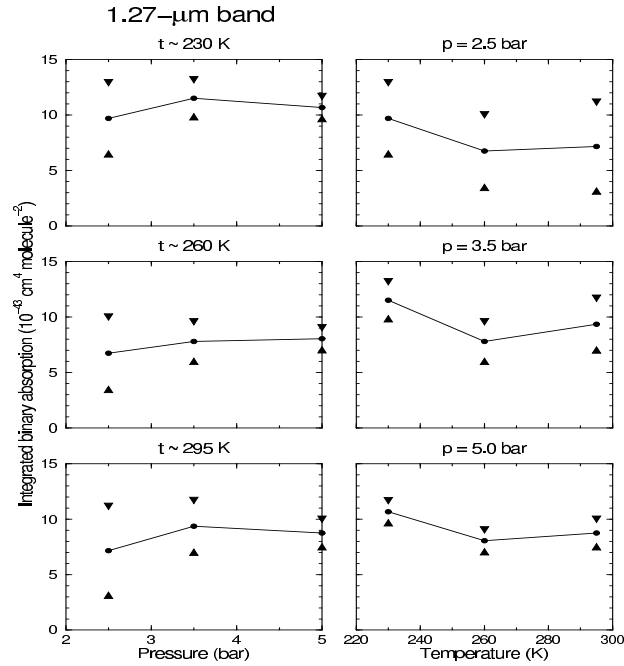 1.27−μm band
t ~ 230 K
p = 2.5 bar
15
10
5
0
t ~ 260 K
p = 3.5 bar
15
10
5
0
t ~ 295 K
p = 5.0 bar
15
10
5
0
2 3 4 5
220 240 260 280 300
Pressure (bar)
Temperature (K)
Integrated binary absorption (10⁻⁴³ cm⁴ molecule⁻²)